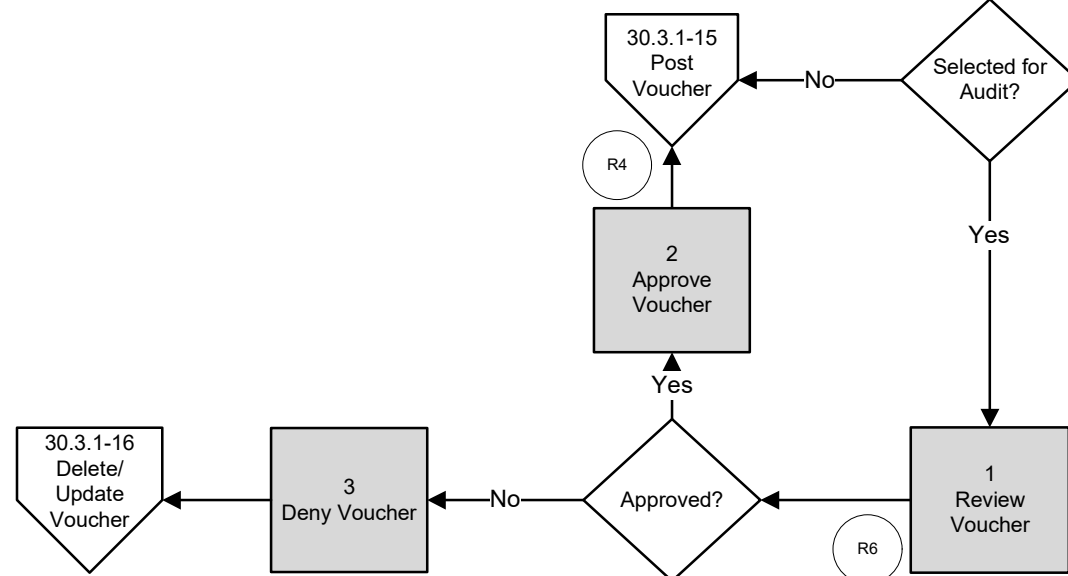 30.3.1-15
Post
Voucher
No
Selected for
Audit?
R4
2
Approve
Voucher
Yes
Yes
30.3.1-16
Delete/
Update
Voucher
3
Deny Voucher
No
Approved?
1
Review
Voucher
R6